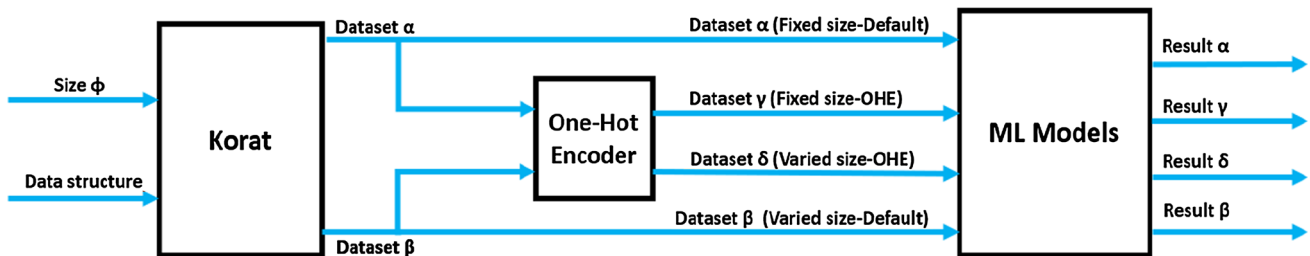 Size ϕ
Data structure
Korat
Dataset α
Dataset β
One-Hot
Encoder
Dataset α (Fixed size-Default)
Dataset γ (Fixed size-OHE)
Dataset δ (Varied size-OHE)
Dataset β (Varied size-Default)
ML Models
Result α
Result γ
Result δ
Result β